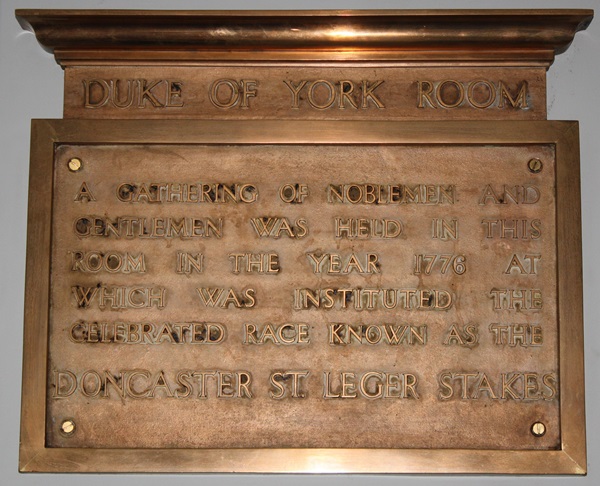 DUKE OF YORK ROOM
A GATHERING OF NOBLEMEN AND
GENTLEMEN WAS HELD IN THIS
ROOM IN THE YEAR 1776 AT
WHICH WAS INSTITUTED THE
CELEBRATED RACE KNOWN AS THE
DONCASTER ST. LEGER STAKES